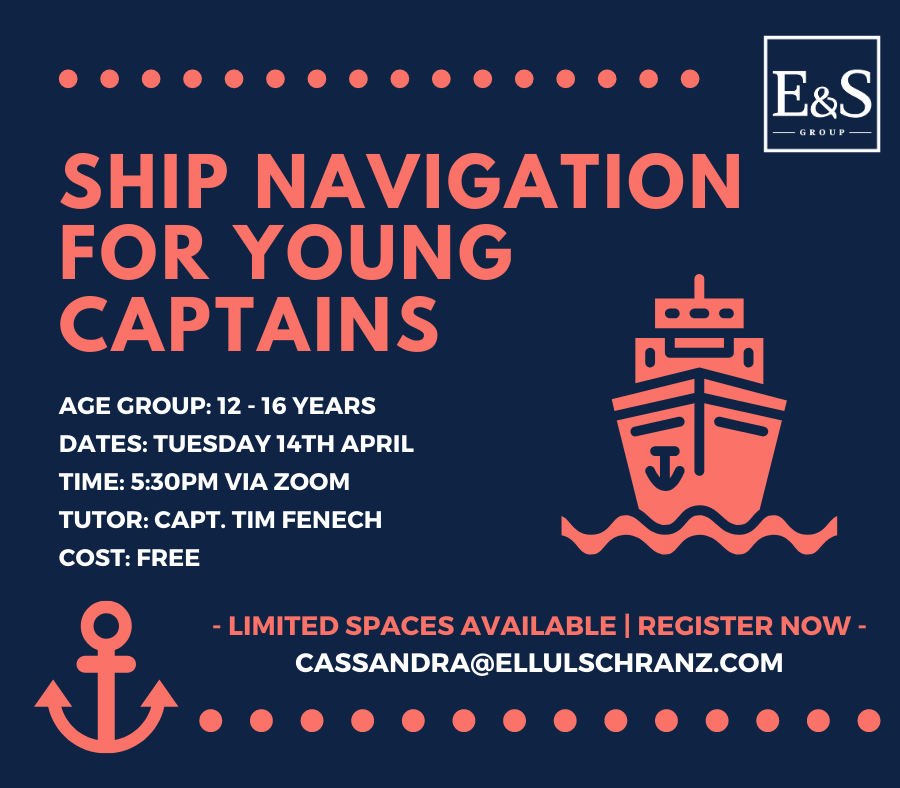 E&S
GROUP
SHIP NAVIGATION
FOR YOUNG
CAPTAINS
AGE GROUP: 12 - 16 YEARS
DATES: TUESDAY 14TH APRIL
TIME: 5:30PM VIA ZOOM
TUTOR: CAPT. TIM FENECH
COST: FREE
- LIMITED SPACES AVAILABLE | REGISTER NOW -
CASSANDRA@ELLULSCHRANZ.COM